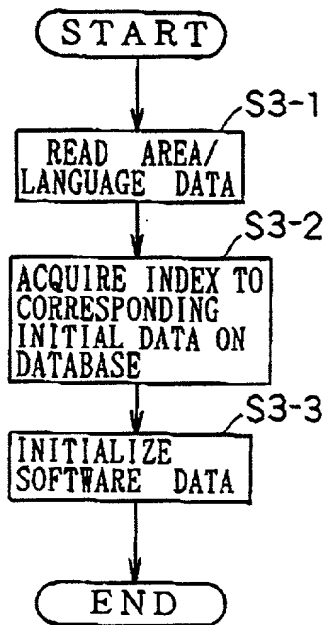 START
S3-1
READ AREA/
LANGUAGE DATA
S3-2
ACQUIRE INDEX TO
CORRESPONDING
INITIAL DATA ON
DATABASE
S3-3
INITIALIZE
SOFTWARE DATA
END